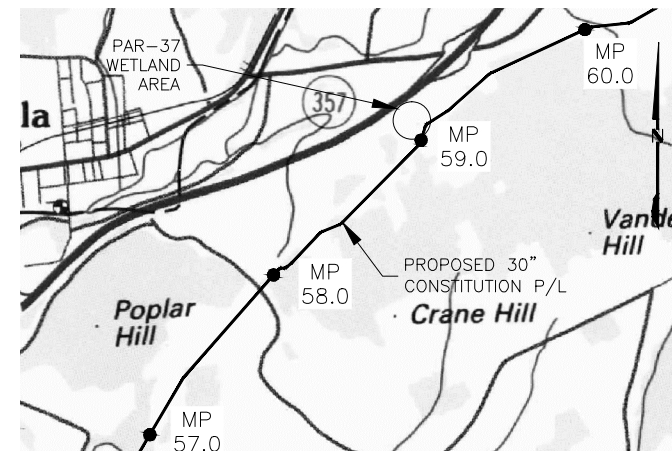 PAR-37
WETLAND
AREA
MP
60.0
357
la
MP
59.0
N
Vande
Hill
MP
58.0
PROPOSED 30"
CONSTITUTION P/L
Poplar
Hill
Crane Hill
MP
57.0